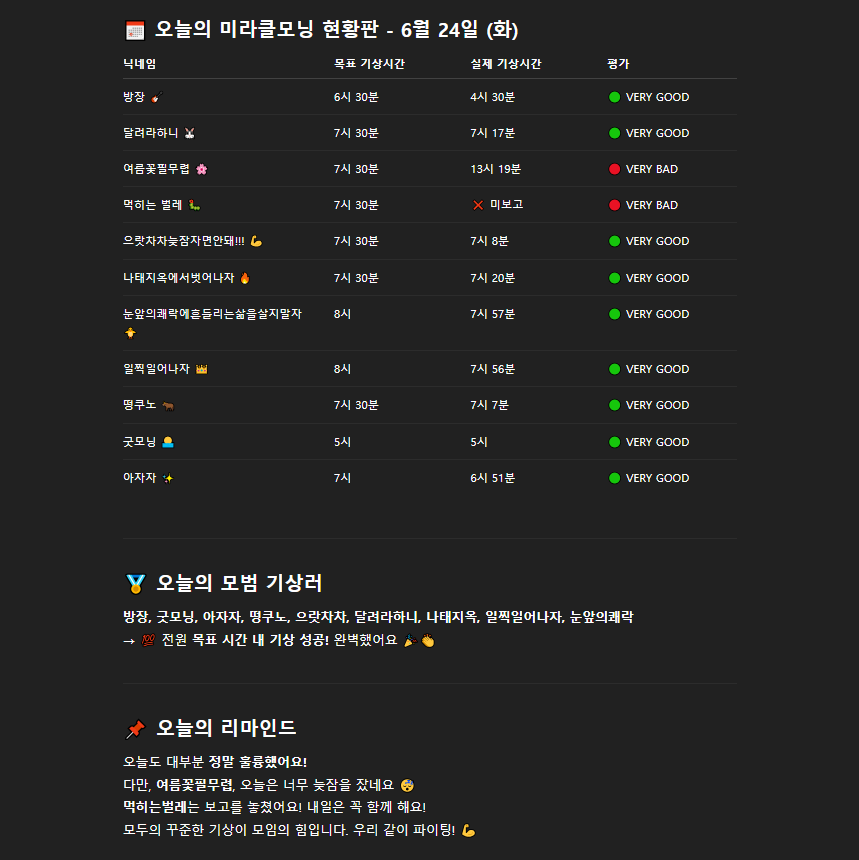 🗓️ 오늘의 미라클모닝 현황판 - 6월 24일 (화)
닉네임 목표 기상시간 실제 기상시간 평가
방장 🎸 6시 30분 4시 30분 🟢 VERY GOOD
달려라하니 🐰 7시 30분 7시 17분 🟢 VERY GOOD
여름꽃필무렵 🌸 7시 30분 13시 19분 🔴 VERY BAD
먹히는 벌레 🐛 7시 30분 ❌ 미보고 🔴 VERY BAD
으랏차차늦잠자면안돼!!! 💪 7시 30분 7시 8분 🟢 VERY GOOD
나태지옥에서벗어나자 🔥 7시 30분 7시 20분 🟢 VERY GOOD
눈앞의쾌락에흔들리는삶을살지말자 8시 7시 57분 🟢 VERY GOOD
🐥
일찍일어나자 👑 8시 7시 56분 🟢 VERY GOOD
떵쿠노 🐂 7시 30분 7시 7분 🟢 VERY GOOD
굿모닝 🌅 5시 5시 🟢 VERY GOOD
아자자 ✨ 7시 6시 51분 🟢 VERY GOOD
🏅 오늘의 모범 기상러
방장, 굿모닝, 아자자, 떵쿠노, 으랏차차, 달려라하니, 나태지옥, 일찍일어나자, 눈앞의쾌락
→ 💯 전원 목표 시간 내 기상 성공! 완벽했어요 🎉👏
📌 오늘의 리마인드
오늘도 대부분 정말 훌륭했어요!
다만, 여름꽃필무렵, 오늘은 너무 늦잠을 잤네요 😴
먹히는벌레는 보고를 놓쳤어요! 내일은 꼭 함께 해요!
모두의 꾸준한 기상이 모임의 힘입니다. 우리 같이 파이팅! 💪